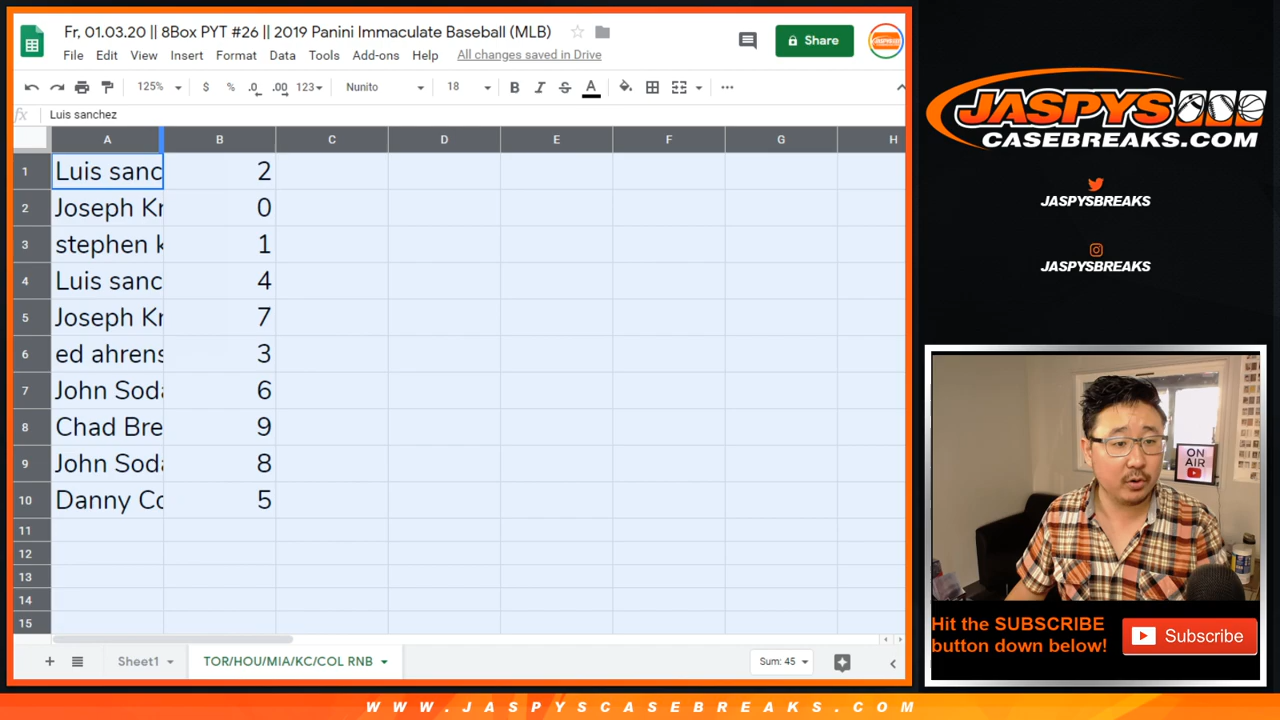 Fr, 01.03.20 || 8Box PYT #26 || 2019 Panini Immaculate Baseball (MLB)
File Edit View Insert Format Data Tools Add-ons Help All changes saved in Drive
Share
125% $ % .0 .00 123 Nunito 18 B I S A
fx Luis sanchez
A B C D E F G H
1 Luis sanc 2
2 Joseph Kr 0
3 stephen k 1
4 Luis sanc 4
5 Joseph Kr 7
6 ed ahrens 3
7 John Soda 6
8 Chad Bre 9
9 John Soda 8
10 Danny Co 5
11
12
13
14
15
Sheet1 TOR/HOU/MIA/KC/COL RNB Sum: 45
JASPYS
CASEBREAKS.COM
JASPYSBREAKS
JASPYSBREAKS
ON
AIR
Hit the SUBSCRIBE
button down below!
Subscribe
WWW.JASPYSCASEBREAKS.COM